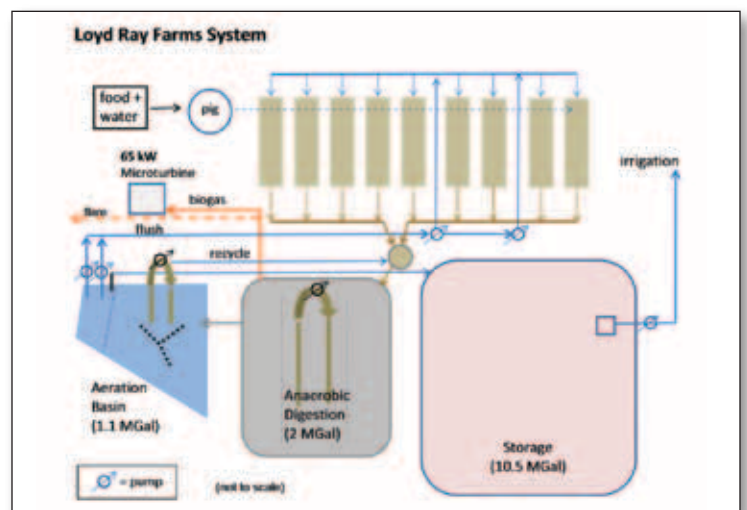 Loyd Ray Farms System
food +
water
pig
65 kW
Microturbine
biogas
flare
flush
recycle
irrigation
Aeration
Basin
(1.1 MGal)
Anaerobic
Digestion
(2 MGal)
Storage
(10.5 MGal)
= pump
(not to scale)